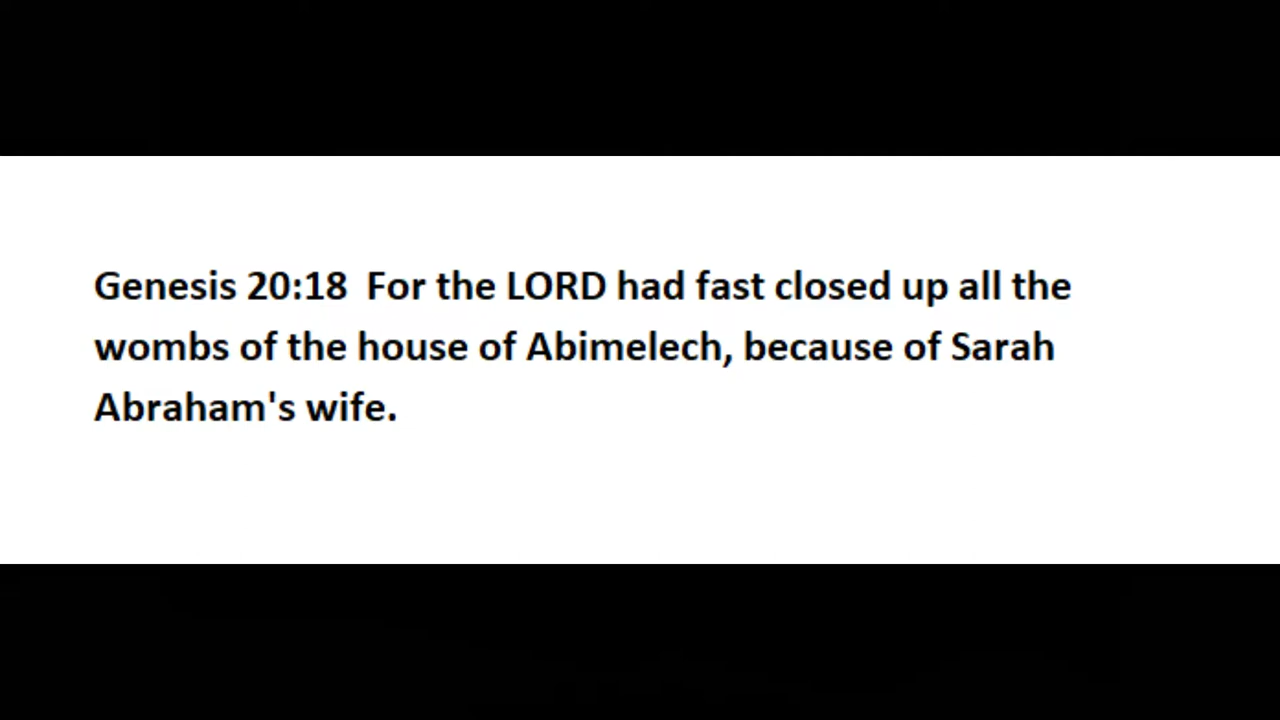 Genesis 20:18  For the LORD had fast closed up all the
wombs of the house of Abimelech, because of Sarah
Abraham's wife.